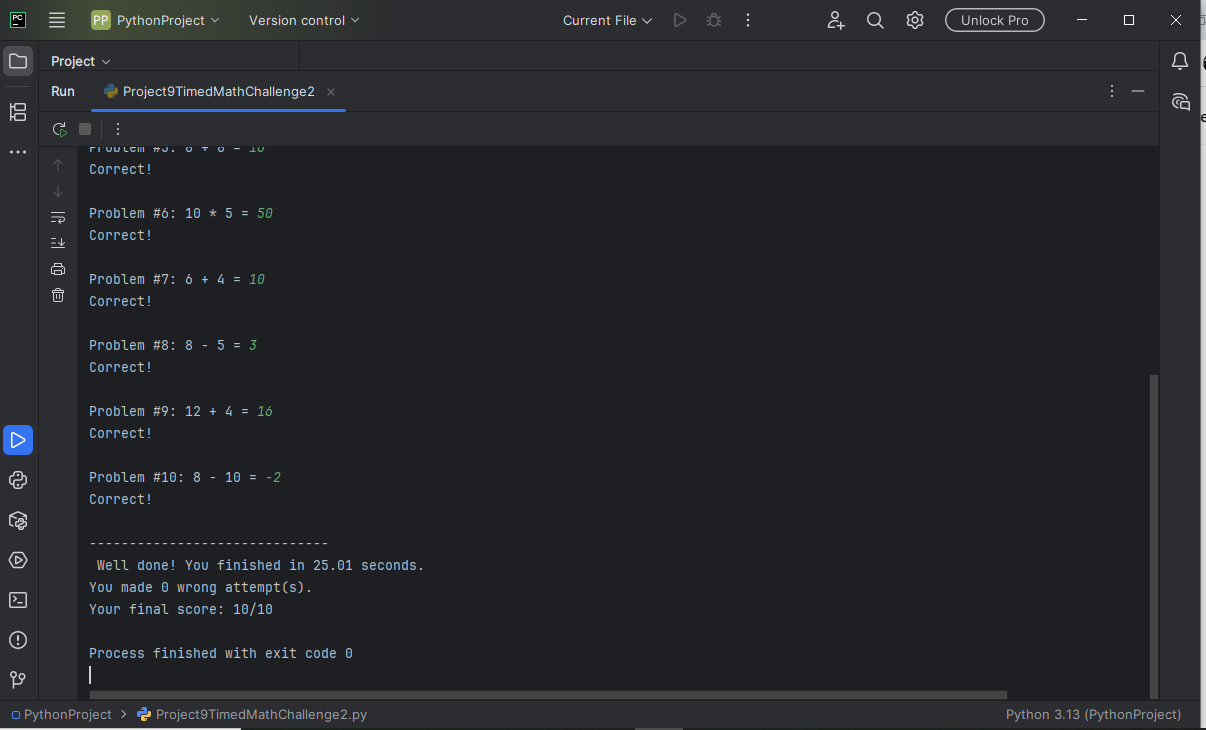 PC PP PythonProject Version control Current File Unlock Pro
Project
Run Project9TimedMathChallenge2
Problem #5: 8 + 8 = 16
Correct!
Problem #6: 10 * 5 = 50
Correct!
Problem #7: 6 + 4 = 10
Correct!
Problem #8: 8 - 5 = 3
Correct!
Problem #9: 12 + 4 = 16
Correct!
Problem #10: 8 - 10 = -2
Correct!
------------------------------
Well done! You finished in 25.01 seconds.
You made 0 wrong attempt(s).
Your final score: 10/10
Process finished with exit code 0
PythonProject > Project9TimedMathChallenge2.py Python 3.13 (PythonProject)